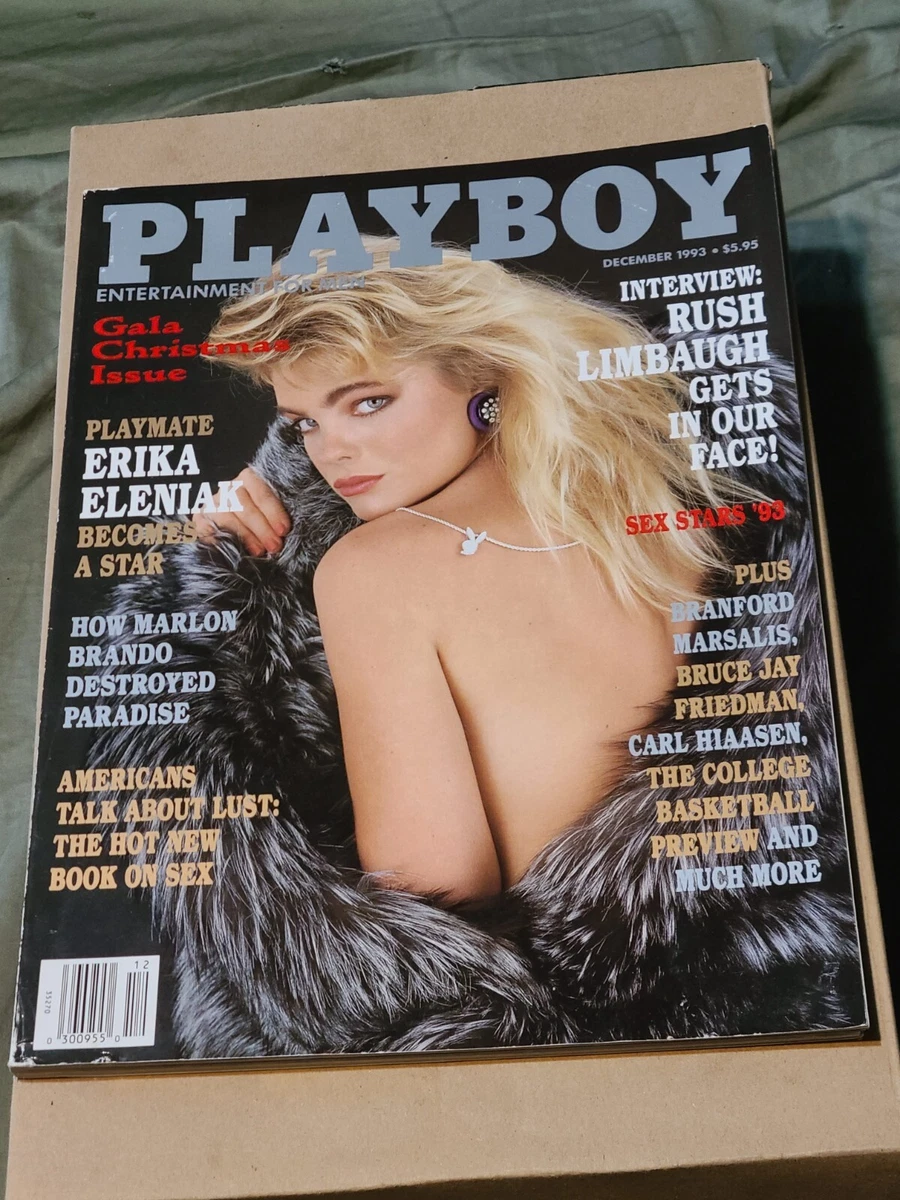 PLAYBOY
ENTERTAINMENT FOR MEN
DECEMBER 1993 • $5.95
Gala
Christmas
Issue
PLAYMATE
ERIKA
ELENIAK
BECOMES
A STAR
HOW MARLON
BRANDO
DESTROYED
PARADISE
AMERICANS
TALK ABOUT LUST:
THE HOT NEW
BOOK ON SEX
INTERVIEW:
RUSH
LIMBAUGH
GETS
IN OUR
FACE!
SEX STARS '93
PLUS
BRANFORD
MARSALIS,
BRUCE JAY
FRIEDMAN,
CARL HIAASEN,
THE COLLEGE
BASKETBALL
PREVIEW AND
MUCH MORE
12
33270
0 300955 0